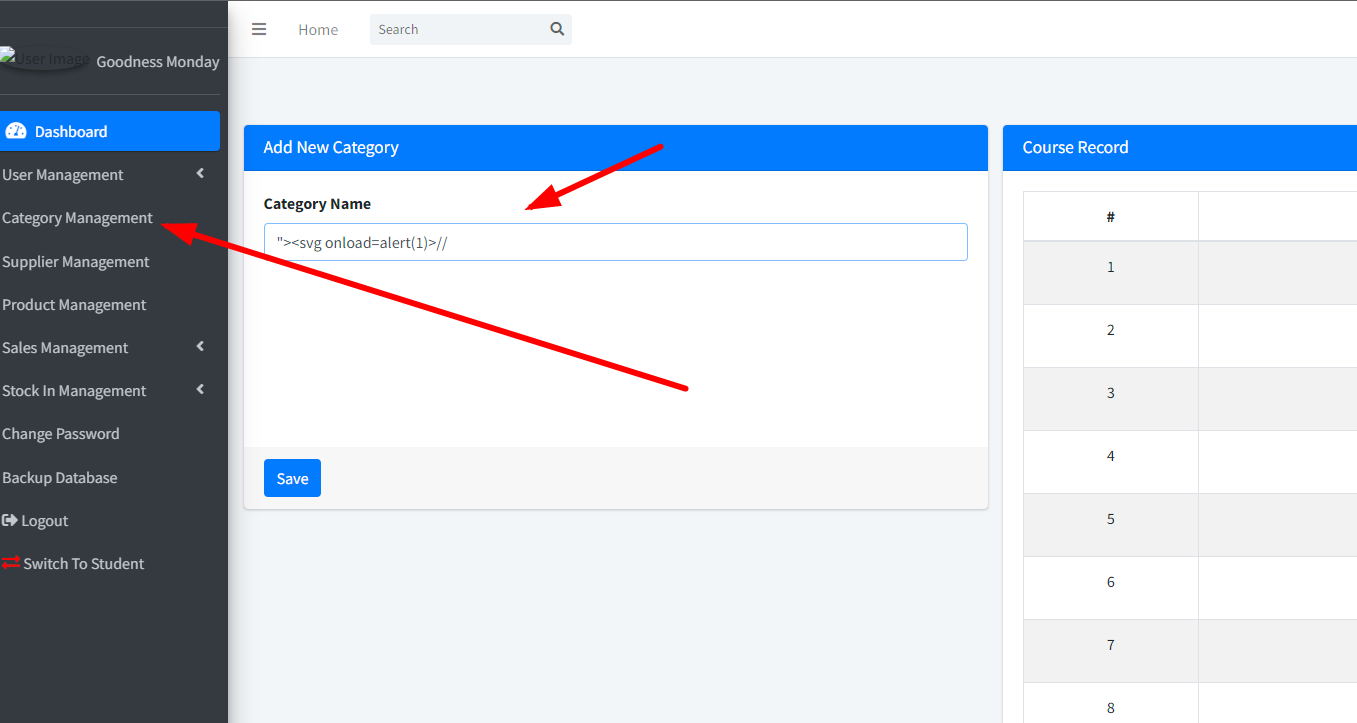 User Image
Goodness Monday
Dashboard
User Management
Category Management
Supplier Management
Product Management
Sales Management
Stock In Management
Change Password
Backup Database
Logout
Switch To Student
Home
Search
Add New Category
Category Name
"><svg onload=alert(1)>//
Save
Course Record
#
1
2
3
4
5
6
7
8